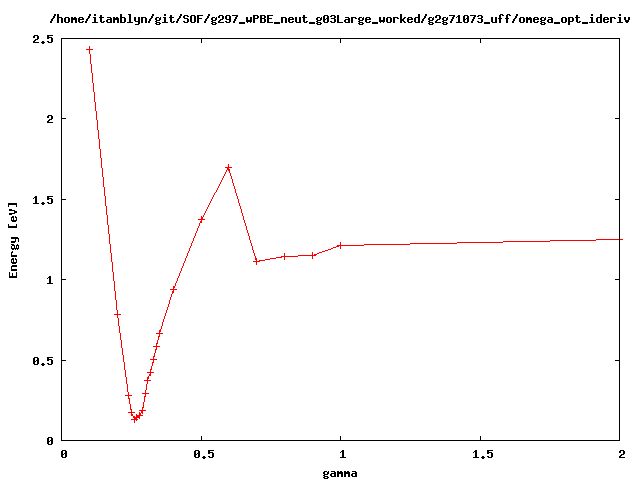 /home/itamblyn/git/SOF/g297_wPBE_neut_g03Large_worked/g2g71073_uff/omega_opt_ideriv
2.5
2
1.5
1
0.5
0
Energy [eV]
0 0.5 1 1.5 2
gamma